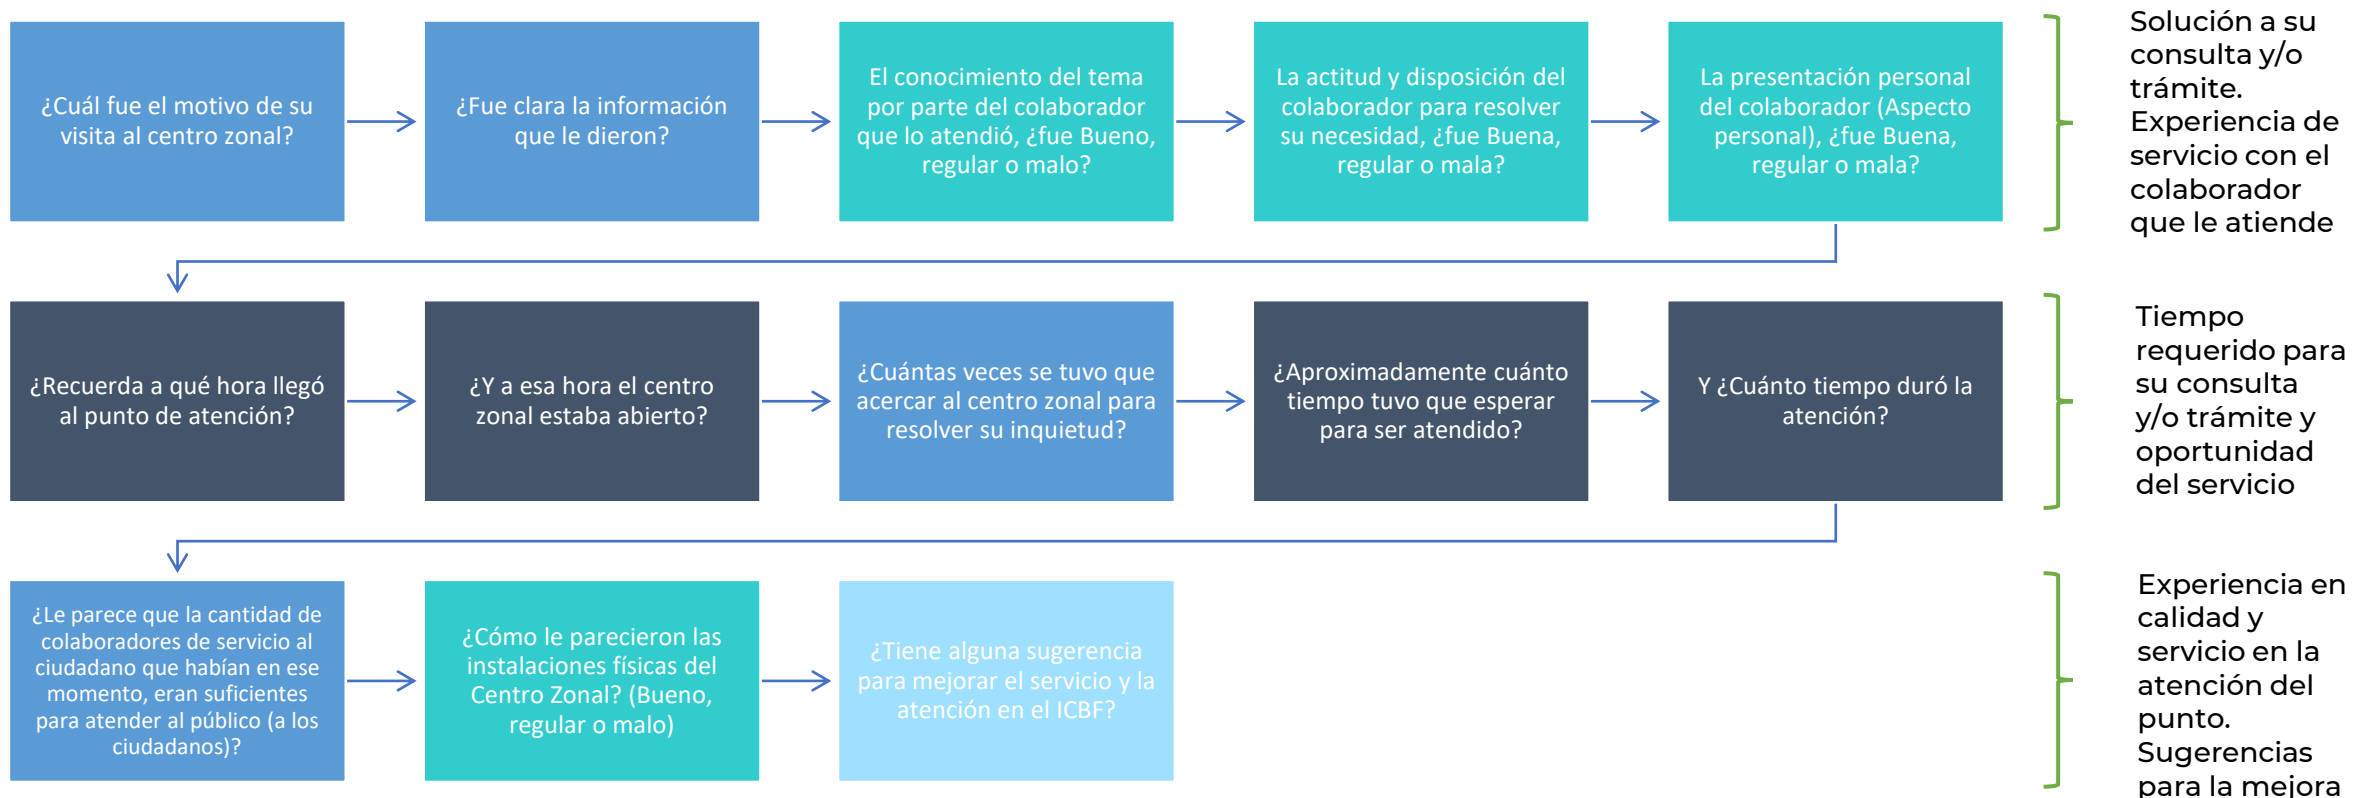 ¿Cuál fue el motivo de su
visita al centro zonal?
¿Fue clara la información
que le dieron?
El conocimiento del tema
por parte del colaborador
que lo atendió, ¿fue Bueno,
regular o malo?
La actitud y disposición del
colaborador para resolver
su necesidad, ¿fue Buena,
regular o mala?
La presentación personal
del colaborador (Aspecto
personal), ¿fue Buena,
regular o mala?
Solución a su
consulta y/o
trámite.
Experiencia de
servicio con el
colaborador
que le atiende
¿Recuerda a qué hora llegó
al punto de atención?
¿Y a esa hora el centro
zonal estaba abierto?
¿Cuántas veces se tuvo que
acercar al centro zonal para
resolver su inquietud?
¿Aproximadamente cuánto
tiempo tuvo que esperar
para ser atendido?
Y ¿Cuánto tiempo duró la
atención?
Tiempo
requerido para
su consulta
y/o trámite y
oportunidad
del servicio
¿Le parece que la cantidad de
colaboradores de servicio al
ciudadano que habían en ese
momento, eran suficientes
para atender al público (a los
ciudadanos)?
¿Cómo le parecieron las
instalaciones físicas del
Centro Zonal? (Bueno,
regular o malo)
¿Tiene alguna sugerencia
para mejorar el servicio y la
atención en el ICBF?
Experiencia en
calidad y
servicio en la
atención del
punto.
Sugerencias
para la mejora